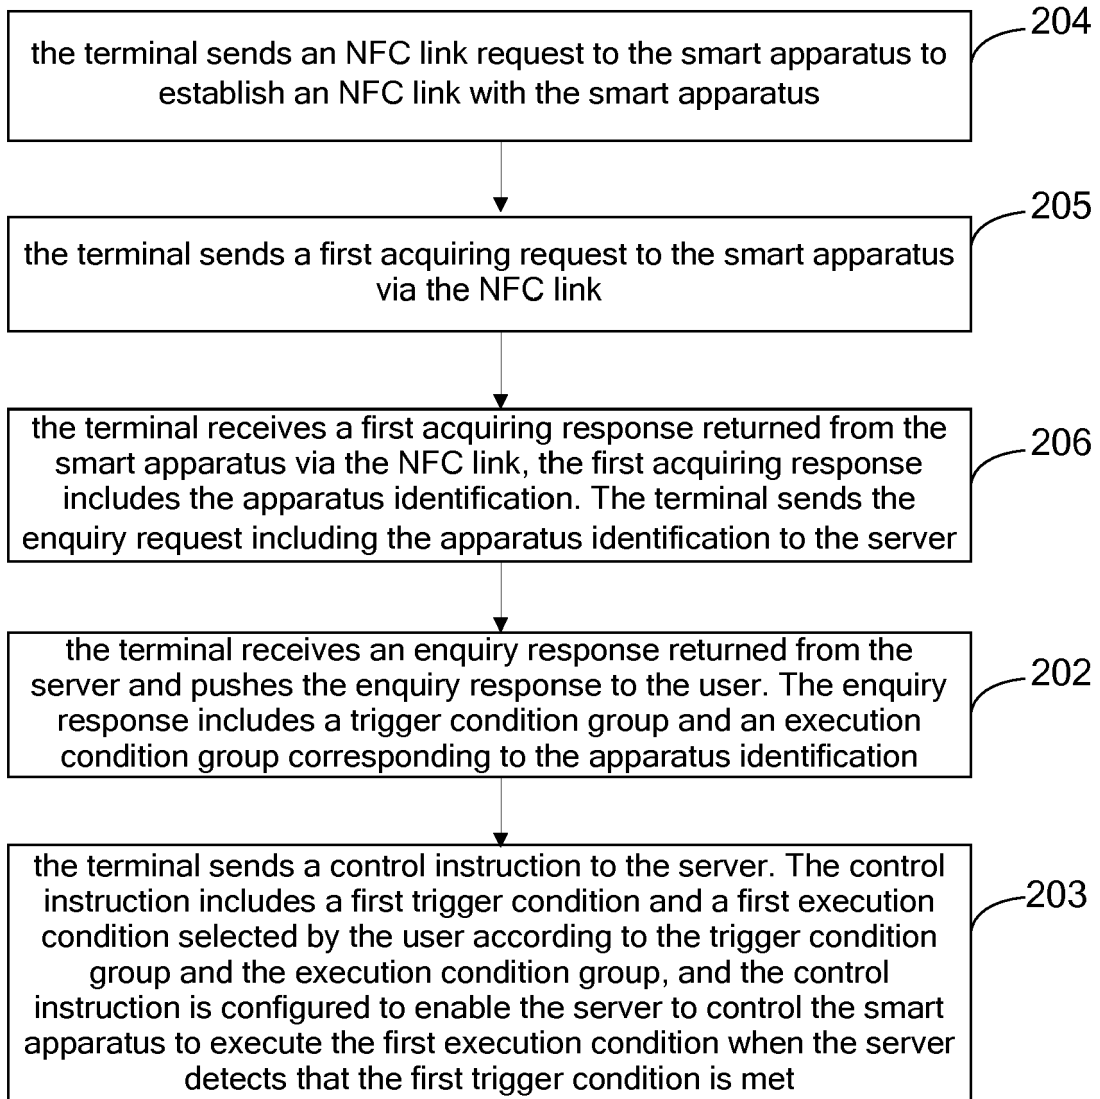 204
the terminal sends an NFC link request to the smart apparatus to
establish an NFC link with the smart apparatus
205
the terminal sends a first acquiring request to the smart apparatus
via the NFC link
206
the terminal receives a first acquiring response returned from the
smart apparatus via the NFC link, the first acquiring response
includes the apparatus identification. The terminal sends the
enquiry request including the apparatus identification to the server
202
the terminal receives an enquiry response returned from the
server and pushes the enquiry response to the user. The enquiry
response includes a trigger condition group and an execution
condition group corresponding to the apparatus identification
203
the terminal sends a control instruction to the server. The control
instruction includes a first trigger condition and a first execution
condition selected by the user according to the trigger condition
group and the execution condition group, and the control
instruction is configured to enable the server to control the smart
apparatus to execute the first execution condition when the server
detects that the first trigger condition is met